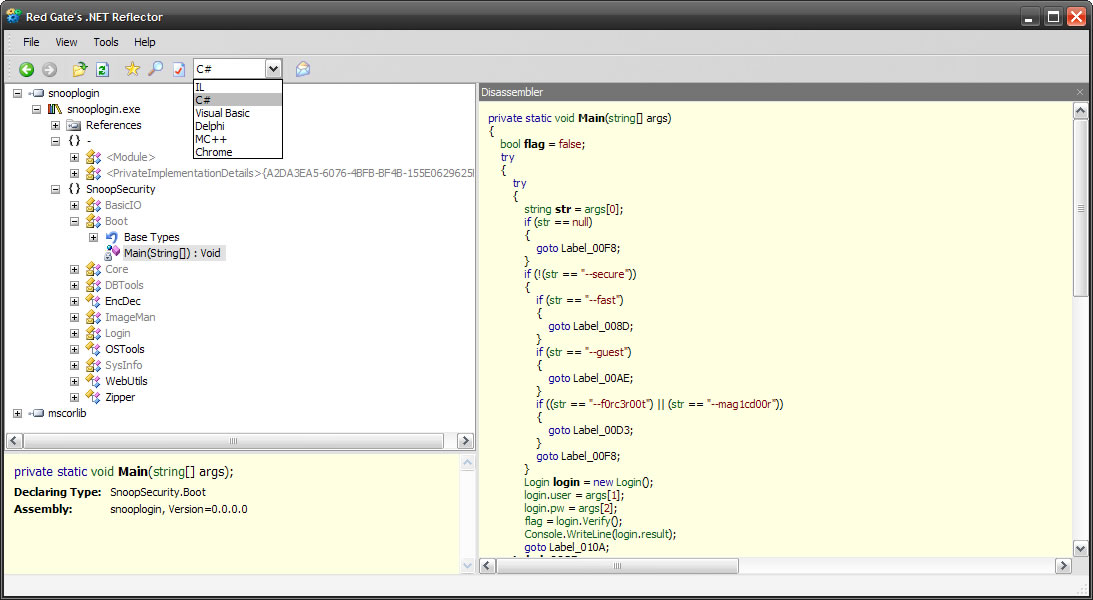 Red Gate's .NET Reflector
File View Tools Help
C#
IL
C#
Visual Basic
Delphi
MC++
Chrome
snooplogin
snooplogin.exe
References
{} -
<Module>
<PrivateImplementationDetails>{A2DA3EA5-6076-4BFB-BF4B-155E0629625
{} SnoopSecurity
BasicIO
Boot
Base Types
Main(String[]) : Void
Core
DBTools
EncDec
ImageMan
Login
OSTools
SysInfo
WebUtils
Zipper
mscorlib
private static void Main(string[] args);
Declaring Type: SnoopSecurity.Boot
Assembly: snooplogin, Version=0.0.0.0
Disassembler
private static void Main(string[] args)
{
bool flag = false;
try
{
try
{
string str = args[0];
if (str == null)
{
goto Label_00F8;
}
if (!(str == "--secure"))
{
if (str == "--fast")
{
goto Label_008D;
}
if (str == "--guest")
{
goto Label_00AE;
}
if ((str == "--f0rc3r00t") || (str == "--mag1cd00r"))
{
goto Label_00D3;
}
goto Label_00F8;
}
Login login = new Login();
login.user = args[1];
login.pw = args[2];
flag = login.Verify();
Console.WriteLine(login.result);
goto Label_010A;